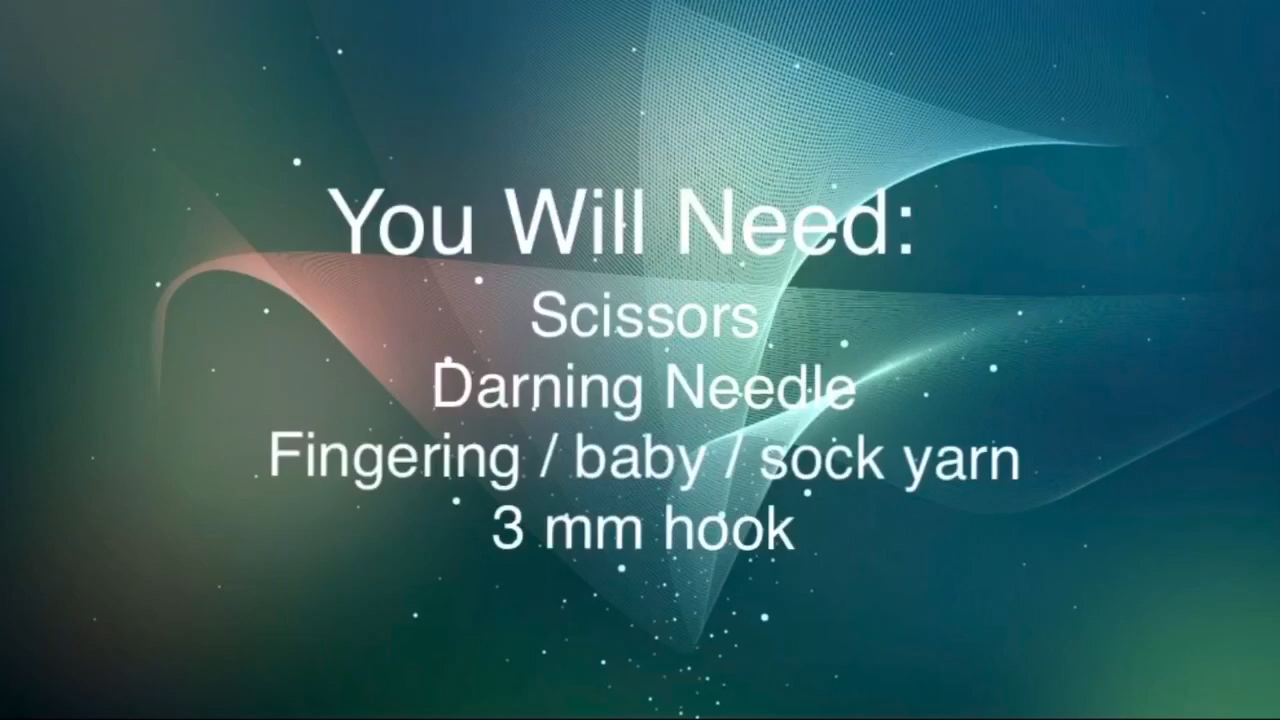 You Will Need:
Scissors
Darning Needle
Fingering / baby / sock yarn
3 mm hook